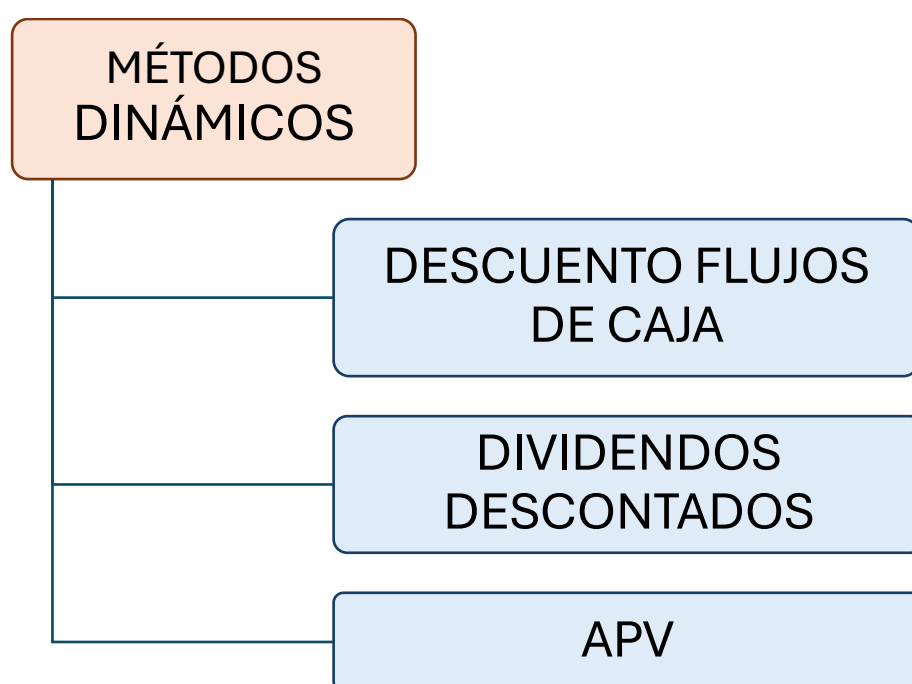 MÉTODOS
DINÁMICOS
DESCUENTO FLUJOS
DE CAJA
DIVIDENDOS
DESCONTADOS
APV